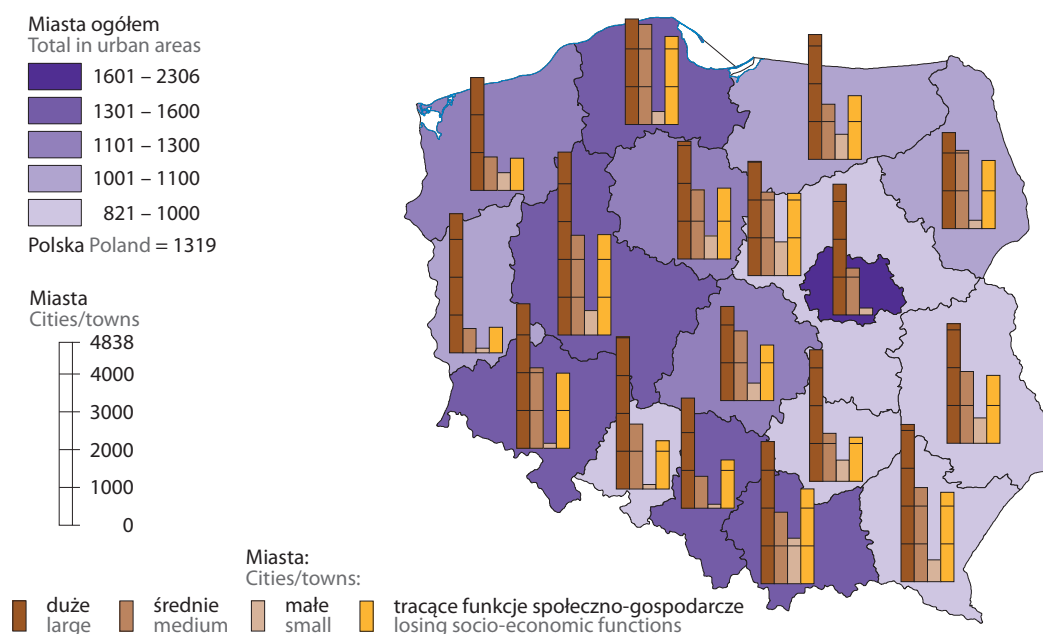 Miasta ogółem
Total in urban areas
1601 – 2306
1301 – 1600
1101 – 1300
1001 – 1100
821 – 1000
Polska Poland = 1319
Miasta
Cities/towns
4838
4000
3000
2000
1000
0
Miasta:
Cities/towns:
duże
large
średnie
medium
małe
small
tracące funkcje społeczno-gospodarcze
losing socio-economic functions